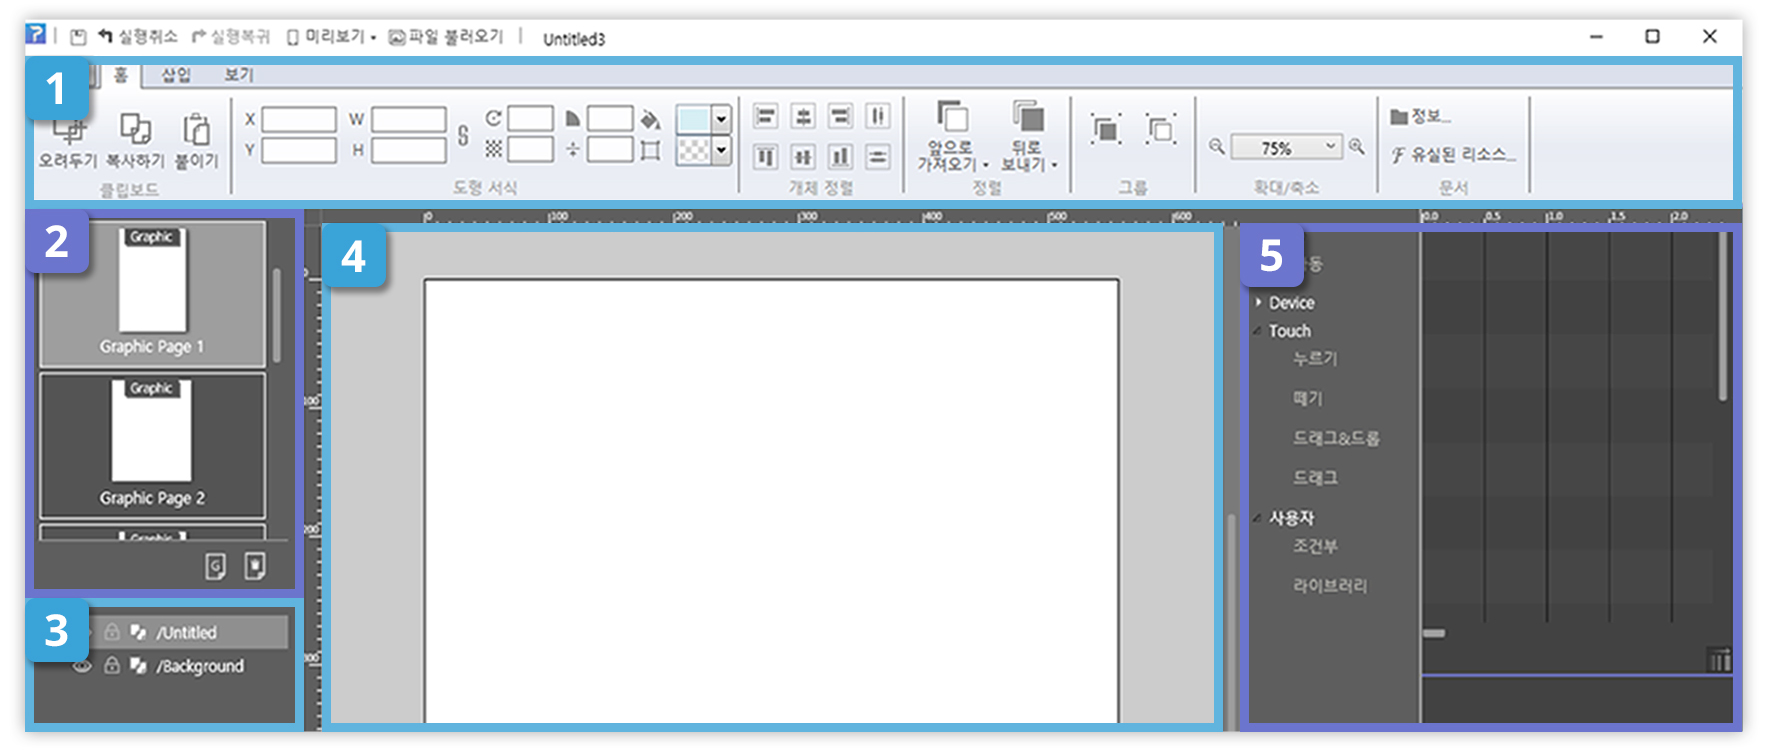 실행취소 실행복귀 미리보기 파일 불러오기 Untitled3
1
홈 삽입 보기
오려두기 복사하기 붙이기
클립보드
X W
Y H
도형 서식
개체 정렬
앞으로 가져오기
뒤로 보내기
정렬
그룹
75%
확대/축소
정보...
유실된 리소스...
문서
2
Graphic
Graphic Page 1
Graphic
Graphic Page 2
Graphic
G
3
/Untitled
/Background
0 100 200 300 400 500 600
0
100
200
300
4
0.0 0.5 1.0 1.5 2.0
5
Device
Touch
누르기
떼기
드래그&드롭
드래그
사용자
조건부
라이브러리